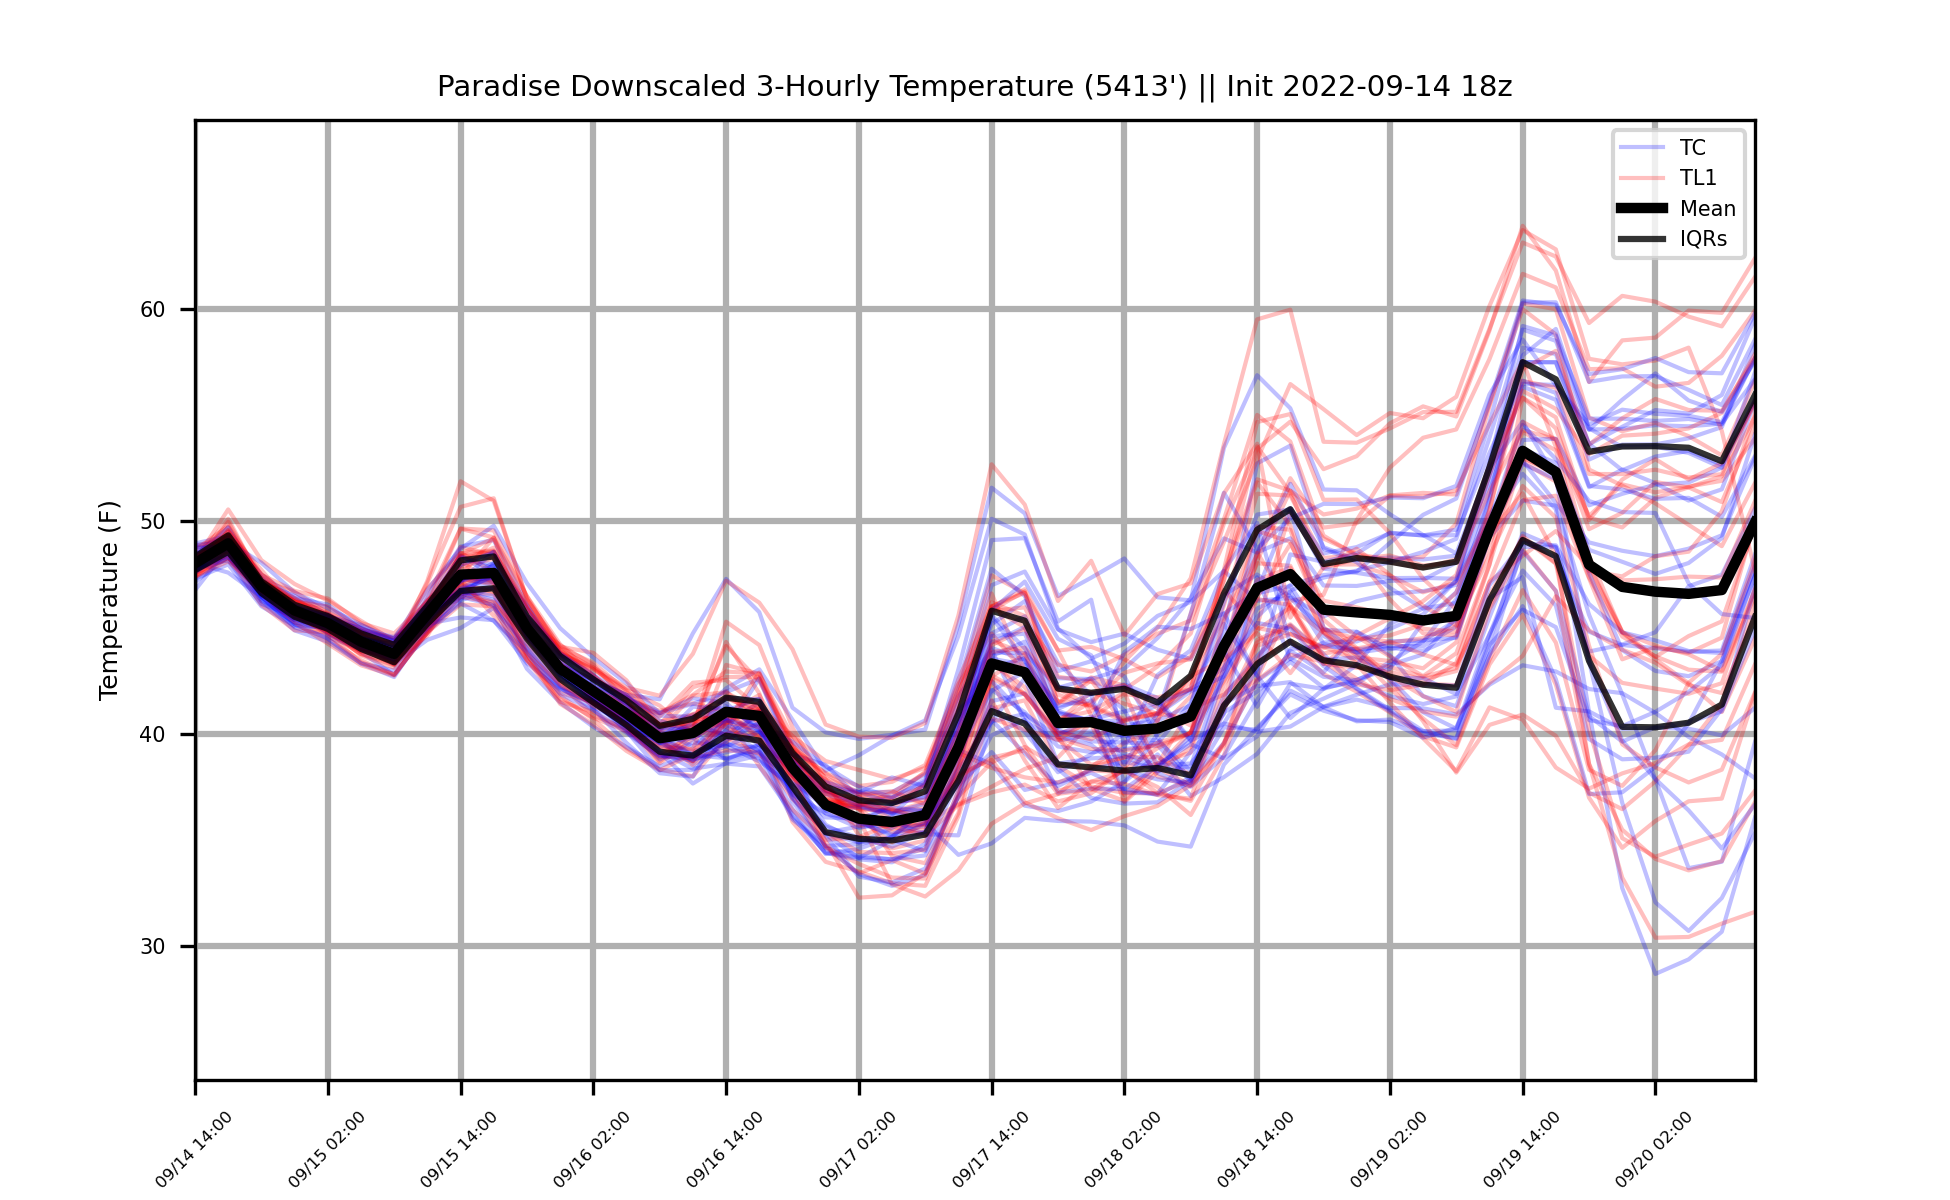 Paradise Downscaled 3-Hourly Temperature (5413') || Init 2022-09-14 18z
TC
TL1
Mean
IQRs
Temperature (F)
60
50
40
30
09/14 14:00
09/15 02:00
09/15 14:00
09/16 02:00
09/16 14:00
09/17 02:00
09/17 14:00
09/18 02:00
09/18 14:00
09/19 02:00
09/19 14:00
09/20 02:00